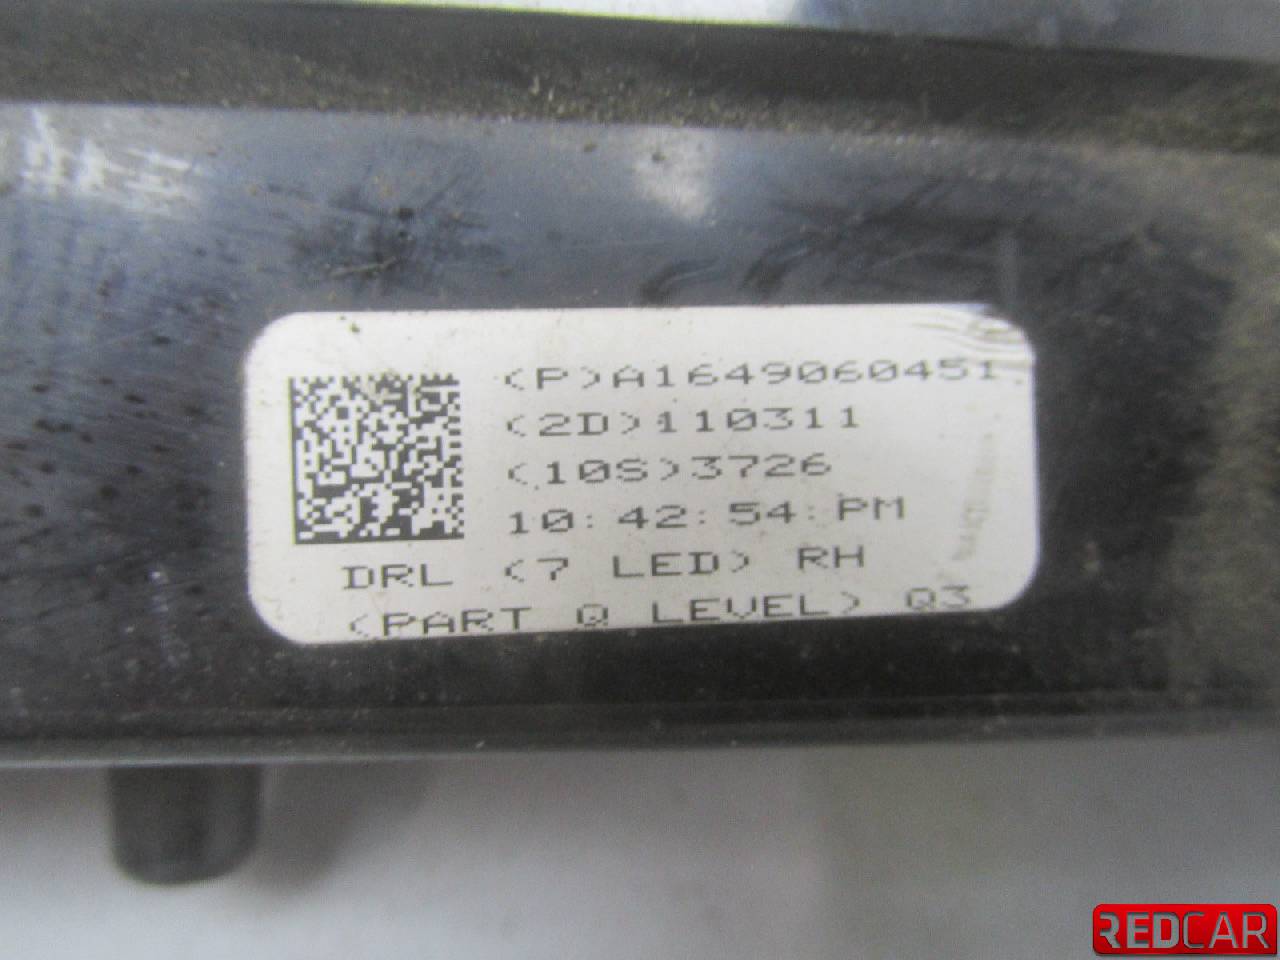 (P)A1649060451
(2D)110311
(10S)3726
10:42:54:PM
DRL (7 LED) RH
(PART Q LEVEL) Q3
REDCAR